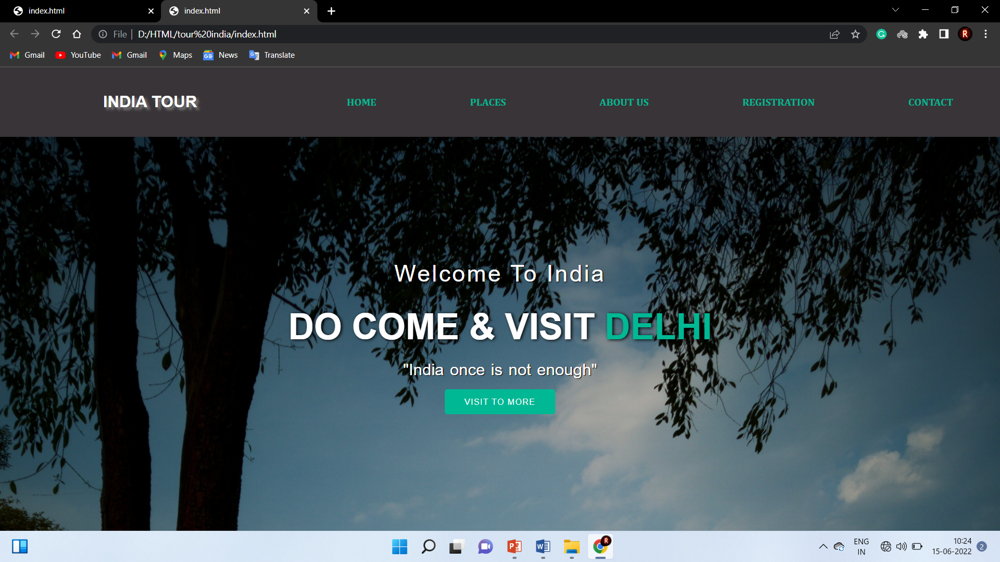 index.html
index.html
File
D:/HTML/tour%20india/index.html
R
Gmail
YouTube
Gmail
Maps
News
Translate
INDIA TOUR
HOME
PLACES
ABOUT US
REGISTRATION
CONTACT
Welcome To India
DO COME & VISIT DELHI
"India once is not enough"
VISIT TO MORE
ENG
IN
10:24
15-06-2022
2